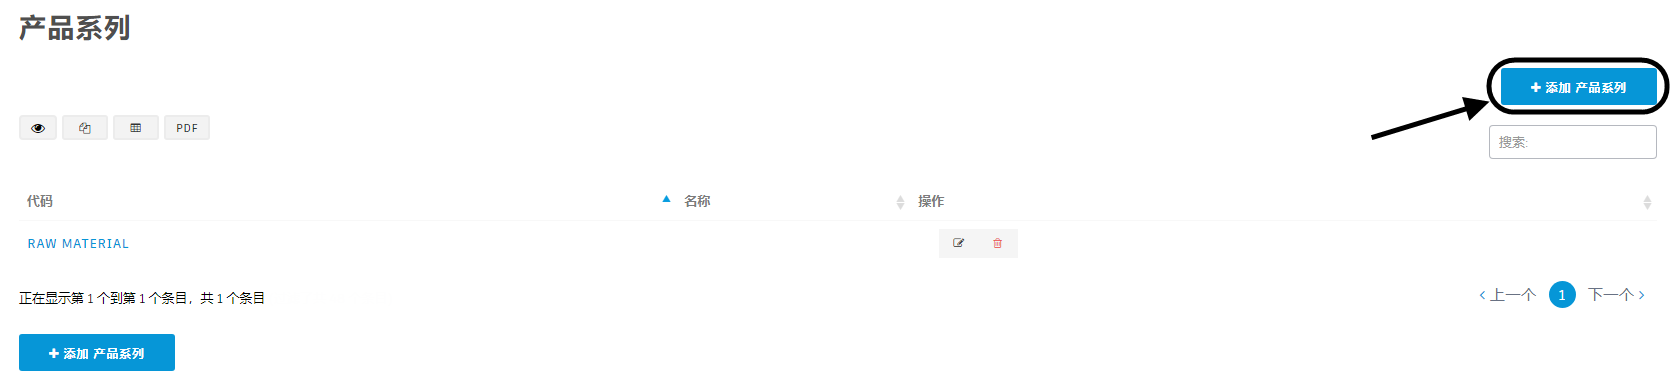 产品系列
+ 添加 产品系列
PDF
搜索:
代码 名称 操作
RAW MATERIAL
正在显示第 1 个到第 1 个条目，共 1 个条目
‹ 上一个 1 下一个 ›
+ 添加 产品系列